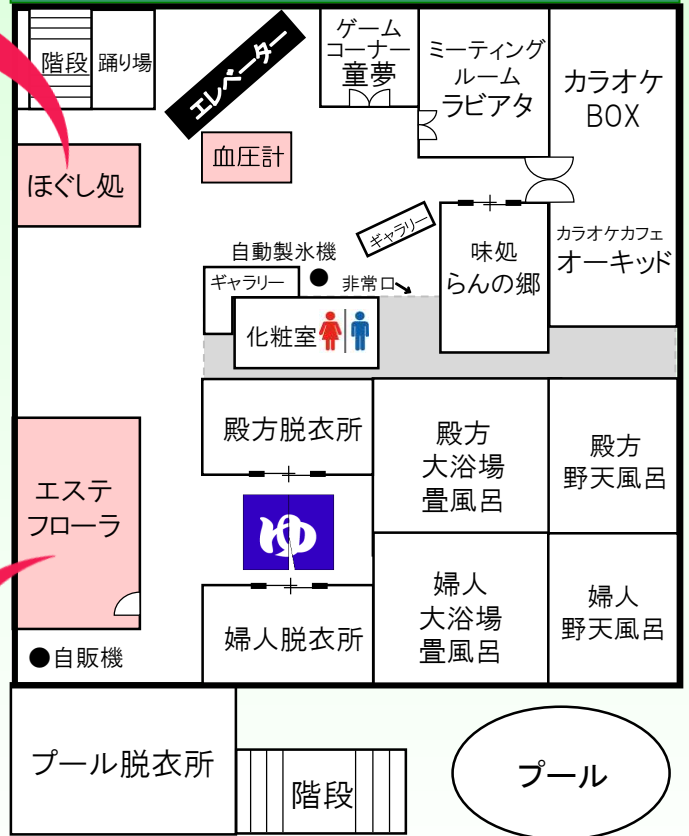 階段
踊り場
エレベーター
ゲーム
コーナー
童夢
ミーティング
ルーム
ラビアタ
カラオケ
BOX
血圧計
ほぐし処
ギャラリー
味処
らんの郷
カラオケカフェ
オーキッド
自動製氷機
ギャラリー
非常口
化粧室
殿方脱衣所
殿方
大浴場
畳風呂
殿方
野天風呂
エステ
フローラ
ゆ
婦人脱衣所
婦人
大浴場
畳風呂
婦人
野天風呂
自販機
プール脱衣所
階段
プール